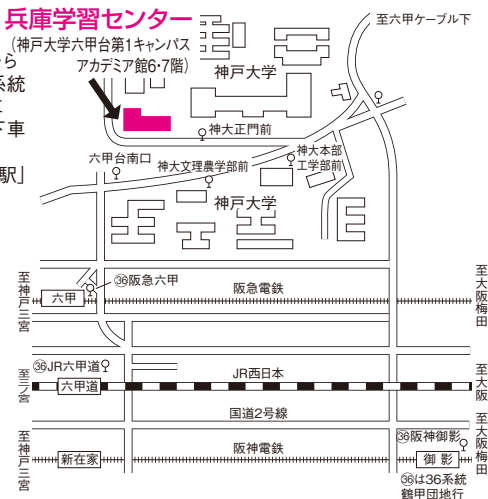 兵庫学習センター
(神戸大学六甲台第1キャンパス
アカデミア館6・7階)
ら
系統
下車
駅」
至六甲ケーブル下
神戸大学
神大正門前
神大本部
工学部前
六甲台南口
神大文理農学部前
神戸大学
㊱阪急六甲
至神戸三宮
六甲
阪急電鉄
至大阪梅田
㊱JR六甲道
JR西日本
至三ノ宮
六甲道
至大阪
国道2号線
㊱阪神御影
至神戸三宮
新在家
阪神電鉄
御影
至大阪梅田
㊱は36系統
鶴甲団地行